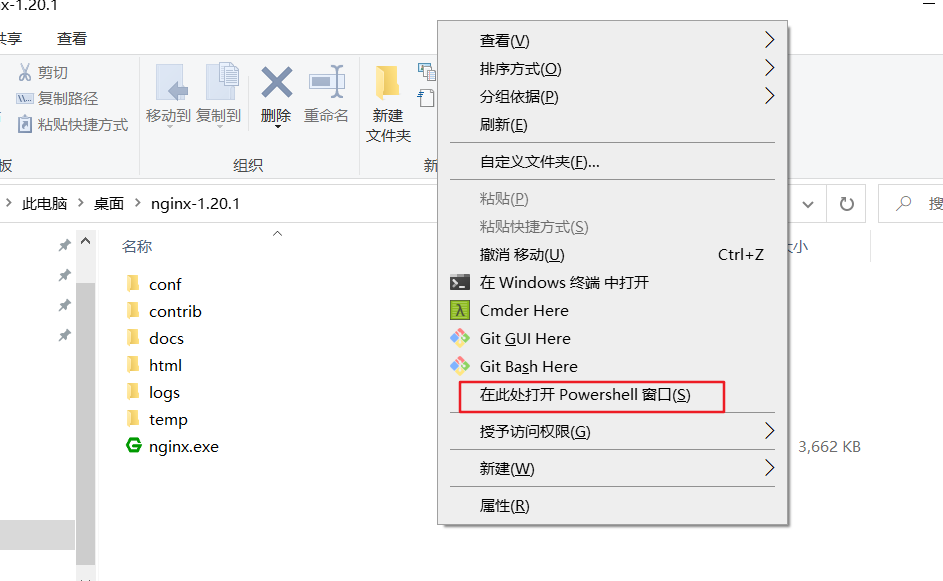 nx-1.20.1
共享
查看
剪切
复制路径
粘贴快捷方式
板
移动到
复制到
删除
重命名
组织
新建
文件夹
新
此电脑
桌面
nginx-1.20.1
搜
名称
大小
conf
contrib
docs
html
logs
temp
nginx.exe
3,662 KB
查看(V)
排序方式(O)
分组依据(P)
刷新(E)
自定义文件夹(F)...
粘贴(P)
粘贴快捷方式(S)
撤消 移动(U) Ctrl+Z
在 Windows 终端 中打开
Cmder Here
Git GUI Here
Git Bash Here
在此处打开 Powershell 窗口(S)
授予访问权限(G)
新建(W)
属性(R)